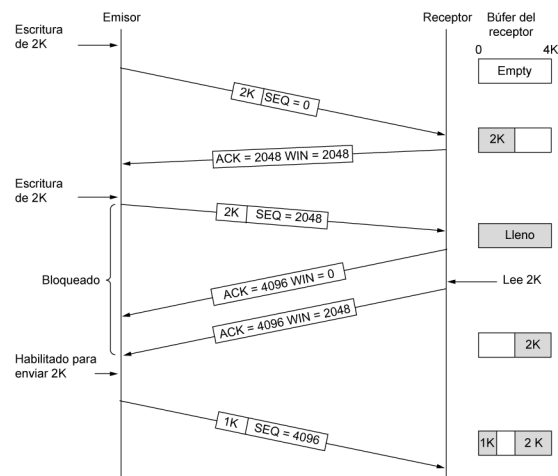 Emisor
Receptor
Búfer del
receptor
Escritura
de 2K
0 4K
Empty
2K SEQ = 0
2K
ACK = 2048 WIN = 2048
Escritura
de 2K
2K SEQ = 2048
Lleno
Bloqueado
Lee 2K
ACK = 4096 WIN = 0
ACK = 4096 WIN = 2048
2K
Habilitado para
enviar 2K
1K SEQ = 4096
1K 2 K